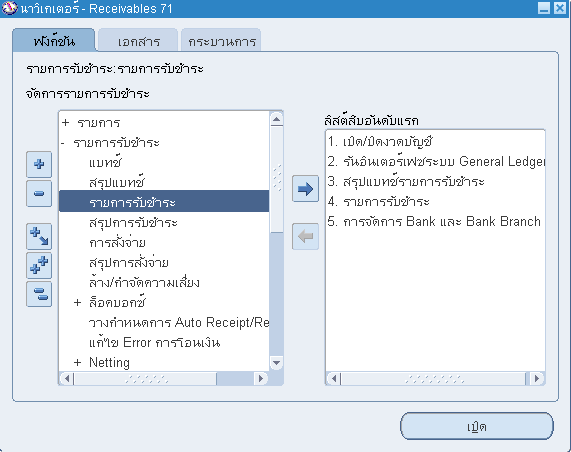 นาวิเกเตอร์ - Receivables 71
ฟังก์ชัน เอกสาร กระบวนการ
รายการรับชำระ:รายการรับชำระ
จัดการรายการรับชำระ
+ รายการ
- รายการรับชำระ
แบทช์
สรุปแบทช์
รายการรับชำระ
สรุปการรับชำระ
การสั่งจ่าย
สรุปการสั่งจ่าย
ล้าง/กำจัดความเสี่ยง
+ ล็อคบอกซ์
วางกำหนดการ Auto Receipt/Re
แก้ไข Error การโอนเงิน
+ Netting
ลิสต์สิบอันดับแรก
1. เปิด/ปิดงวดบัญชี
2. รันอินเตอร์เฟซระบบ General Ledger
3. สรุปแบทช์รายการรับชำระ
4. รายการรับชำระ
5. การจัดการ Bank และ Bank Branch
เปิด